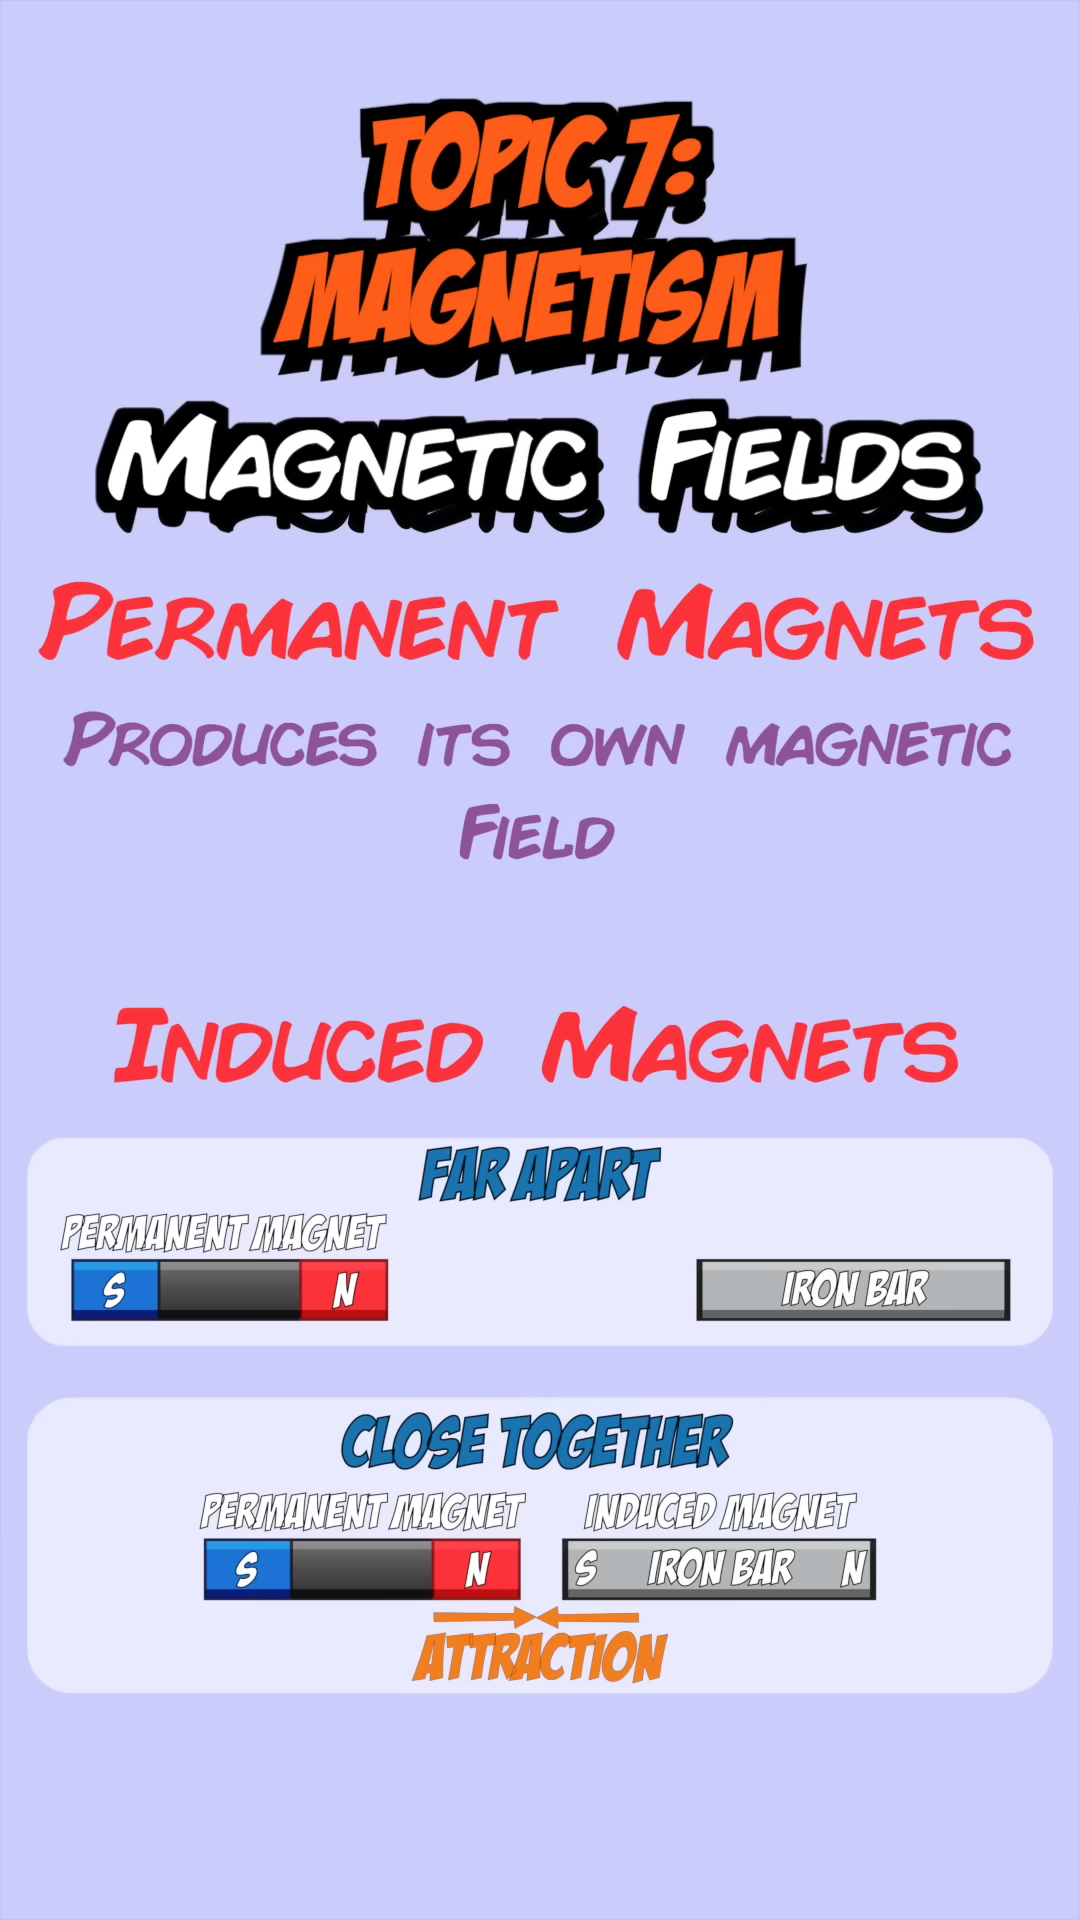 TOPIC 7:
MAGNETISM
MAGNETIC FIELDS
PERMANENT MAGNETS
PRODUCES ITS OWN MAGNETIC
FIELD
INDUCED MAGNETS
FAR APART
PERMANENT MAGNET
S N IRON BAR
CLOSE TOGETHER
PERMANENT MAGNET INDUCED MAGNET
S N S IRON BAR N
ATTRACTION